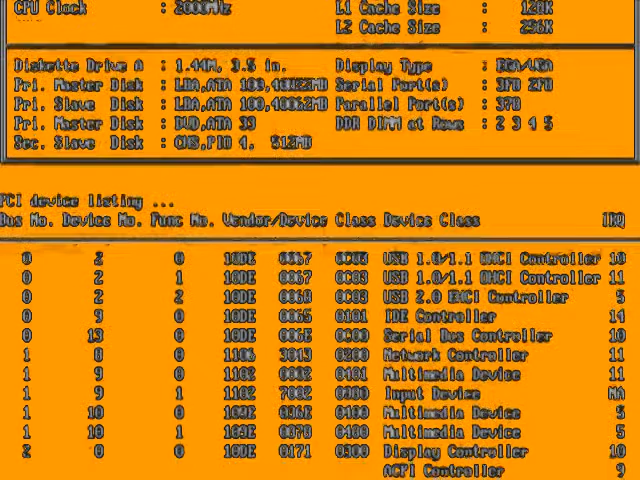 CPU Clock : 2000MHz L1 Cache Size : 128K
L2 Cache Size : 256K
Diskette Drive A : 1.44M, 3.5 in. Display Type : EGA/VGA
Pri. Master Disk : LBA,ATA 100, Serial Port(s) : 3F8 2F8
Pri. Slave Disk : LBA,ATA 100, Parallel Port(s) : 378
Pri. Master Disk : DVD,ATA 33 DDR DIMM at Rows : 2 3 4 5
Sec. Slave Disk : CHS,PIO 4, 512MB
PCI device listing ...
Bus No. Device No. Func No. Vendor/Device Class Device Class IRQ
0 2 0 10DE 0067 0C03 USB 1.0/1.1 OHCI Controller 10
0 2 1 10DE 0067 0C03 USB 1.0/1.1 OHCI Controller 11
0 2 2 10DE 0068 0C03 USB 2.0 EHCI Controller 5
0 9 0 10DE 0065 0101 IDE Controller 14
0 13 0 10DE 006E 0C00 Serial Bus Controller 10
1 8 0 1106 3043 0200 Network Controller 11
1 9 0 1102 0002 0401 Multimedia Device 11
1 9 1 1102 7002 0980 Input Device NA
1 10 0 109E 036E 0400 Multimedia Device 5
1 10 1 109E 0878 0480 Multimedia Device 5
2 0 0 10DE 0171 0300 Display Controller 10
ACPI Controller 9